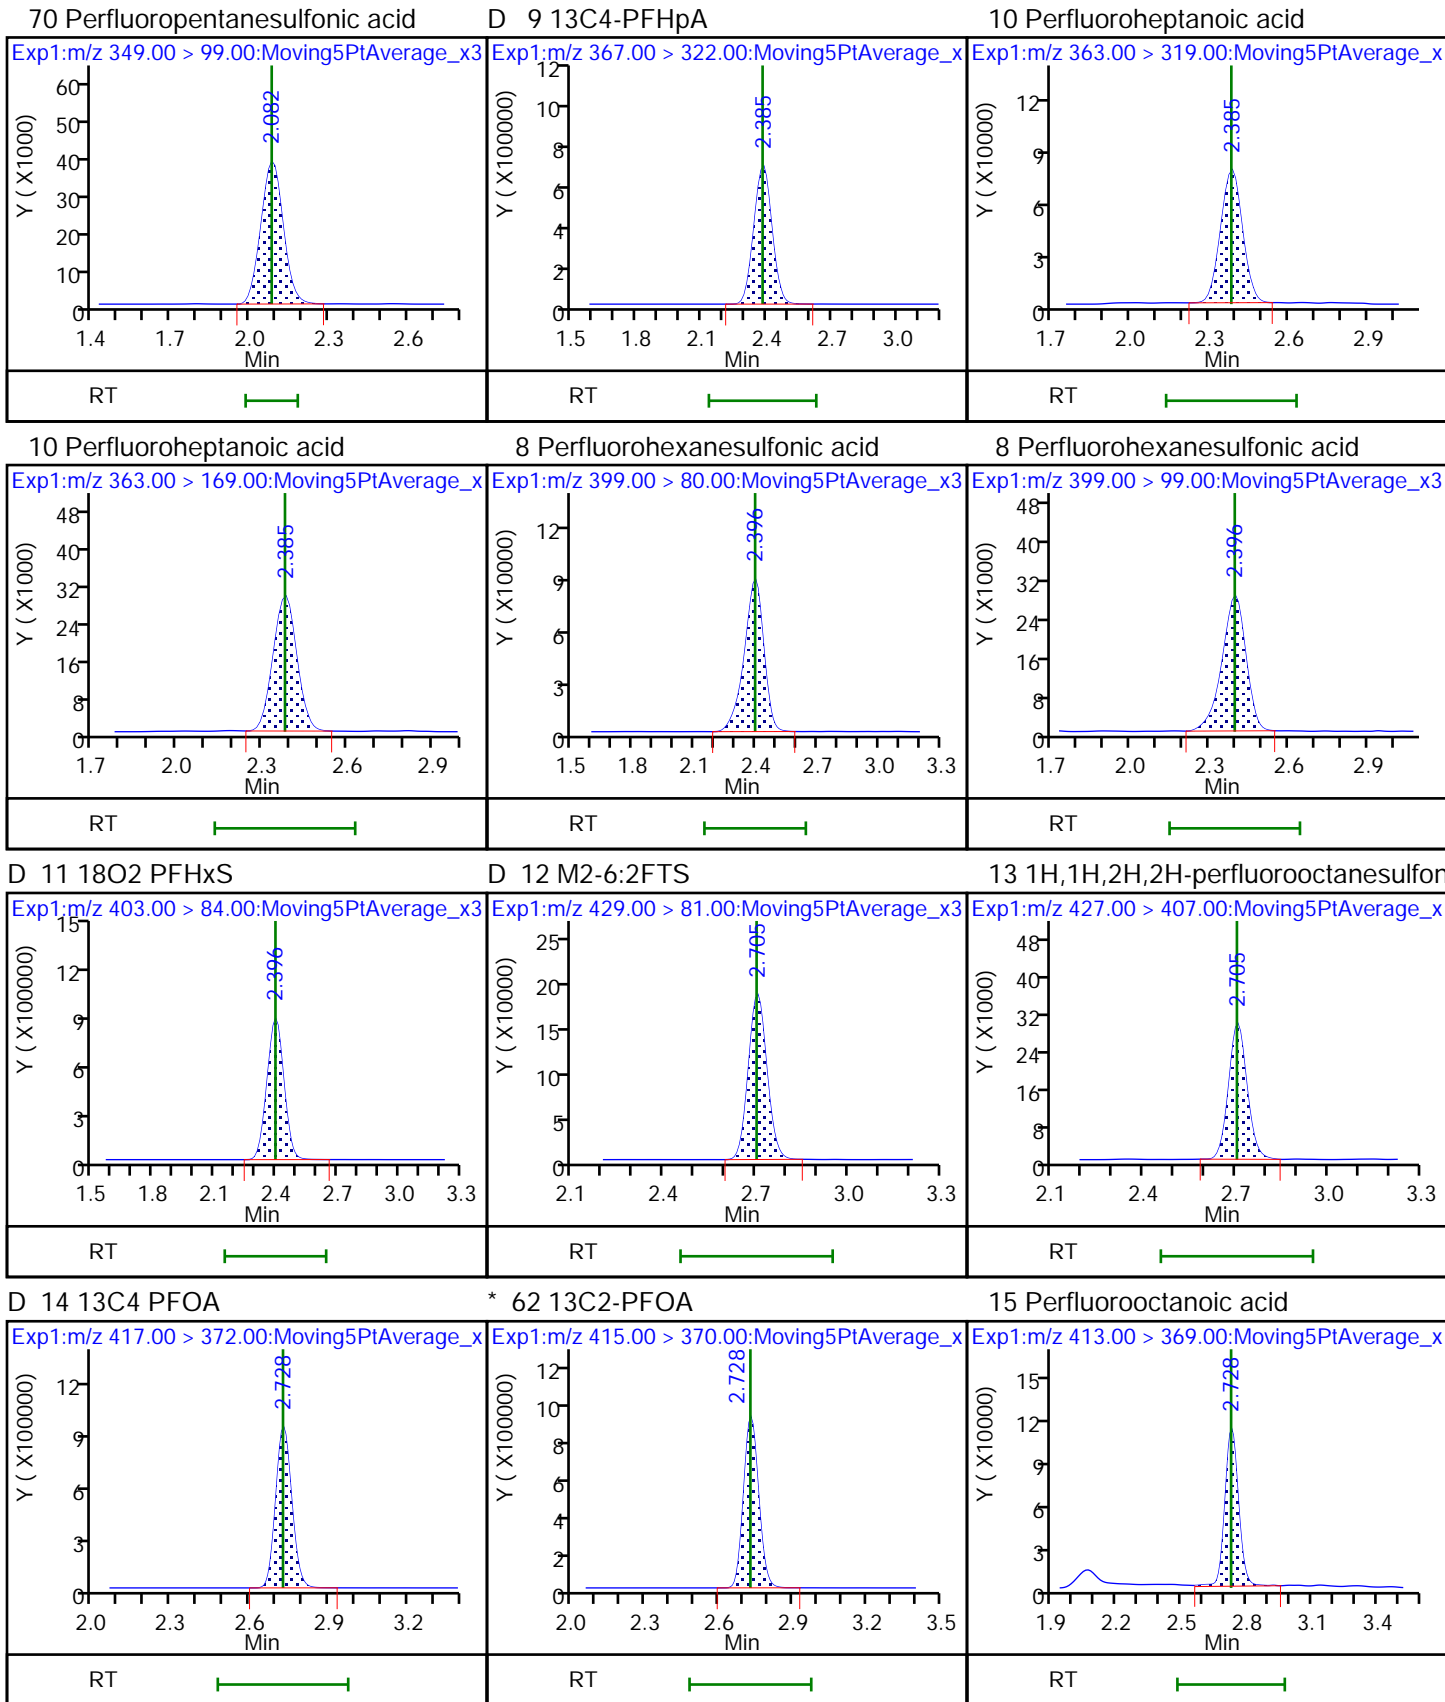 70 Perfluoropentanesulfonic acid
Exp1:m/z 349.00 > 99.00:Moving5PtAverage_x3
Y ( X1000)
60
50
40
30
20
10
0
2.082
1.4 1.7 2.0 2.3 2.6
Min
RT
D 9 13C4-PFHpA
Exp1:m/z 367.00 > 322.00:Moving5PtAverage_x
Y ( X100000)
12
10
8
6
4
2
0
2.385
1.5 1.8 2.1 2.4 2.7 3.0
Min
RT
10 Perfluoroheptanoic acid
Exp1:m/z 363.00 > 319.00:Moving5PtAverage_x
Y ( X10000)
12
9
6
3
0
2.385
1.7 2.0 2.3 2.6 2.9
Min
RT
10 Perfluoroheptanoic acid
Exp1:m/z 363.00 > 169.00:Moving5PtAverage_x
Y ( X1000)
48
40
32
24
16
8
0
2.385
1.7 2.0 2.3 2.6 2.9
Min
RT
8 Perfluorohexanesulfonic acid
Exp1:m/z 399.00 > 80.00:Moving5PtAverage_x3
Y ( X10000)
12
9
6
3
0
2.396
1.5 1.8 2.1 2.4 2.7 3.0 3.3
Min
RT
8 Perfluorohexanesulfonic acid
Exp1:m/z 399.00 > 99.00:Moving5PtAverage_x3
Y ( X1000)
48
40
32
24
16
8
0
2.396
1.7 2.0 2.3 2.6 2.9
Min
RT
D 11 18O2 PFHxS
Exp1:m/z 403.00 > 84.00:Moving5PtAverage_x3
Y ( X100000)
15
12
9
6
3
0
2.396
1.5 1.8 2.1 2.4 2.7 3.0 3.3
Min
RT
D 12 M2-6:2FTS
Exp1:m/z 429.00 > 81.00:Moving5PtAverage_x3
Y ( X10000)
25
20
15
10
5
0
2.705
2.1 2.4 2.7 3.0 3.3
Min
RT
13 1H,1H,2H,2H-perfluorooctanesulfon
Exp1:m/z 427.00 > 407.00:Moving5PtAverage_x
Y ( X1000)
48
40
32
24
16
8
0
2.705
2.1 2.4 2.7 3.0 3.3
Min
RT
D 14 13C4 PFOA
Exp1:m/z 417.00 > 372.00:Moving5PtAverage_x
Y ( X100000)
12
9
6
3
0
2.728
2.0 2.3 2.6 2.9 3.2
Min
RT
* 62 13C2-PFOA
Exp1:m/z 415.00 > 370.00:Moving5PtAverage_x
Y ( X100000)
12
10
8
6
4
2
0
2.728
2.0 2.3 2.6 2.9 3.2 3.5
Min
RT
15 Perfluorooctanoic acid
Exp1:m/z 413.00 > 369.00:Moving5PtAverage_x
Y ( X10000)
15
12
9
6
3
0
2.728
1.9 2.2 2.5 2.8 3.1 3.4
Min
RT